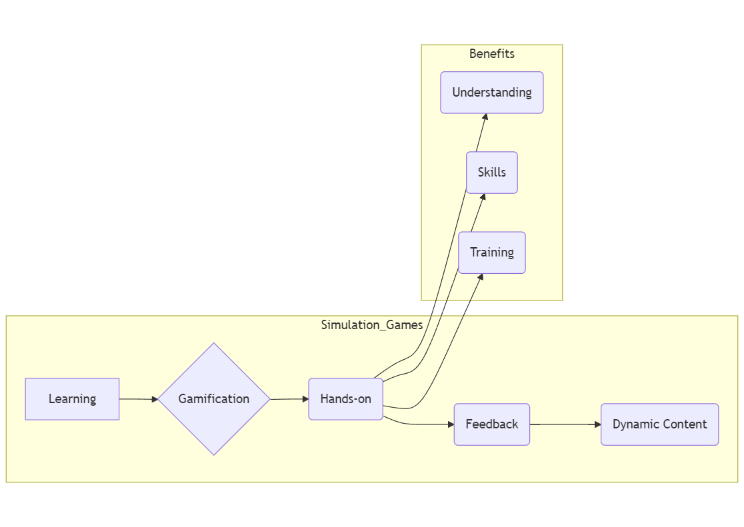 Benefits
Understanding
Skills
Training
Simulation_Games
Learning
Gamification
Hands-on
Feedback
Dynamic Content